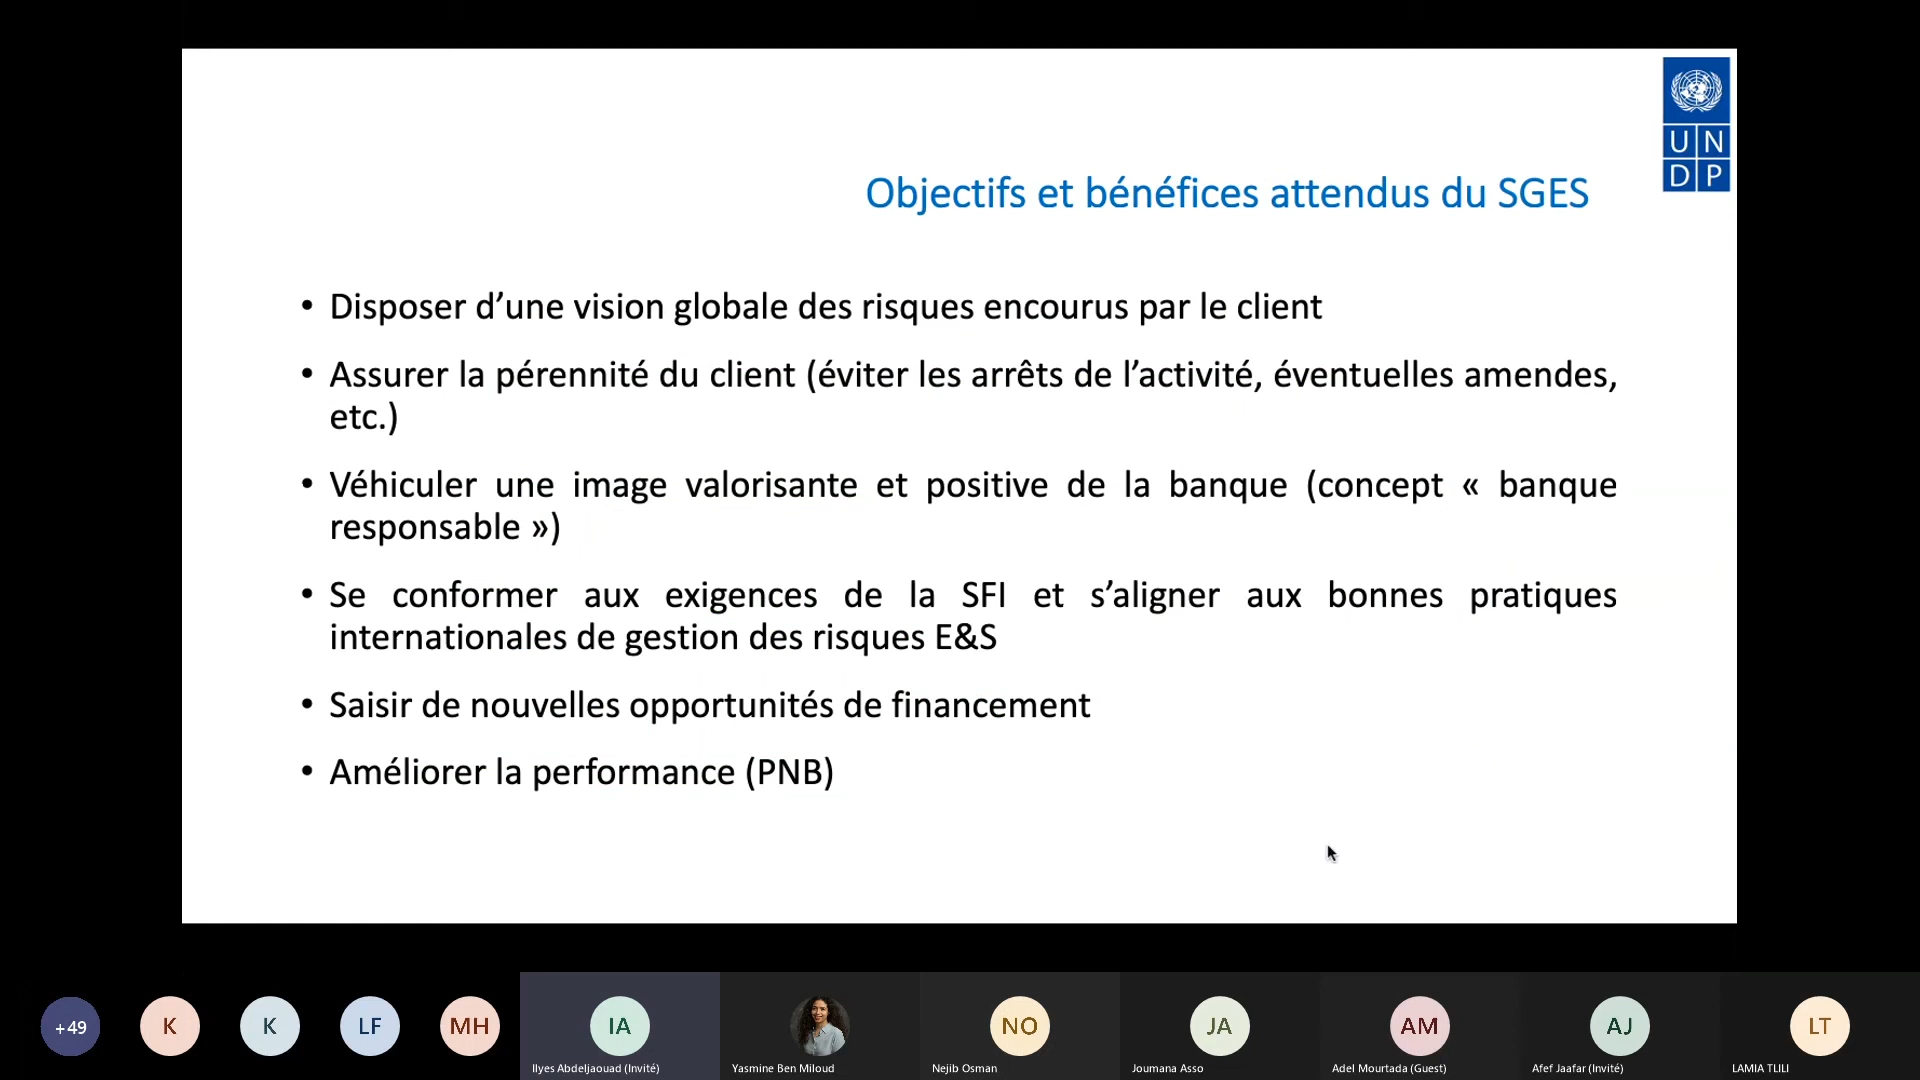 UN
DP
Objectifs et bénéfices attendus du SGES
• Disposer d’une vision globale des risques encourus par le client
• Assurer la pérennité du client (éviter les arrêts de l’activité, éventuelles amendes,
etc.)
• Véhiculer une image valorisante et positive de la banque (concept « banque
responsable »)
• Se conformer aux exigences de la SFI et s’aligner aux bonnes pratiques
internationales de gestion des risques E&S
• Saisir de nouvelles opportunités de financement
• Améliorer la performance (PNB)
+49 K K LF MH IA NO JA AM AJ LT
Ilyes Abdeljaouad (Invité) Yasmine Ben Miloud Nejib Osman Joumana Asso Adel Mourtada (Guest) Afef Jaafar (Invité) LAMIA TLILI